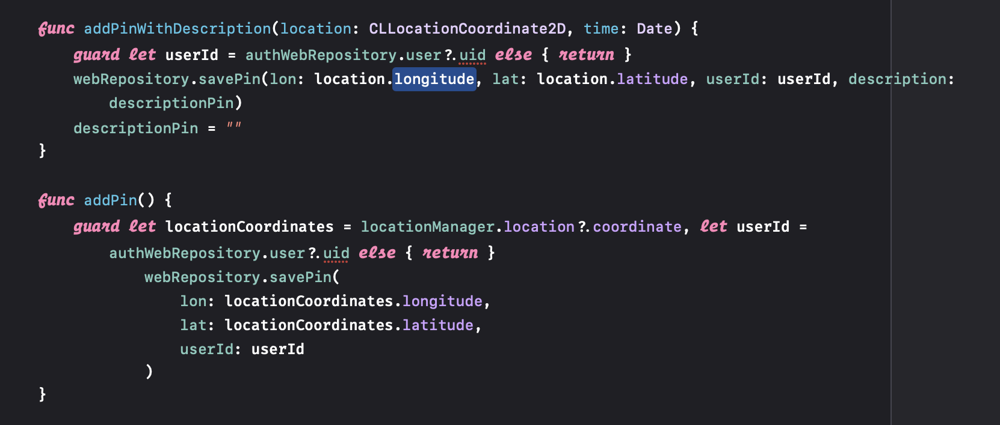 func addPinWithDescription(location: CLLocationCoordinate2D, time: Date) {
guard let userId = authWebRepository.user?.uid else { return }
webRepository.savePin(lon: location.longitude, lat: location.latitude, userId: userId, description:
descriptionPin)
descriptionPin = ""
}
func addPin() {
guard let locationCoordinates = locationManager.location?.coordinate, let userId =
authWebRepository.user?.uid else { return }
webRepository.savePin(
lon: locationCoordinates.longitude,
lat: locationCoordinates.latitude,
userId: userId
)
}